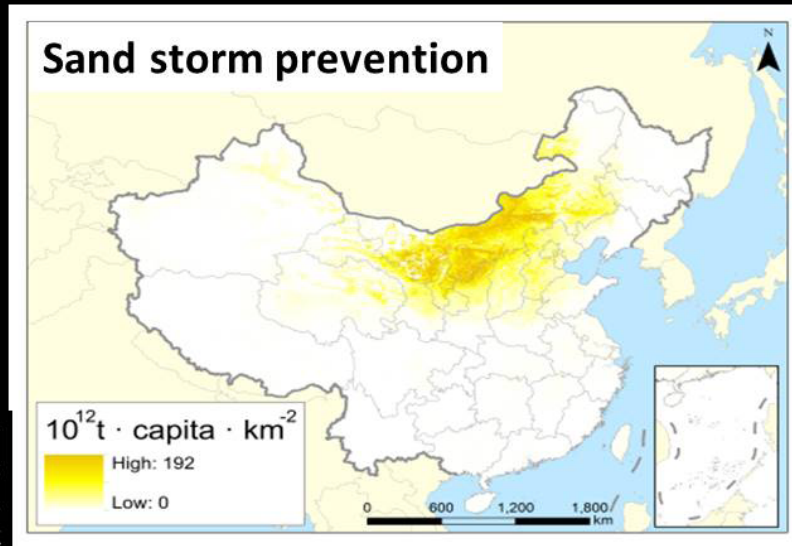 Sand storm prevention
N
10¹²t · capita · km⁻²
High: 192
Low: 0
0 600 1,200 1,800
km